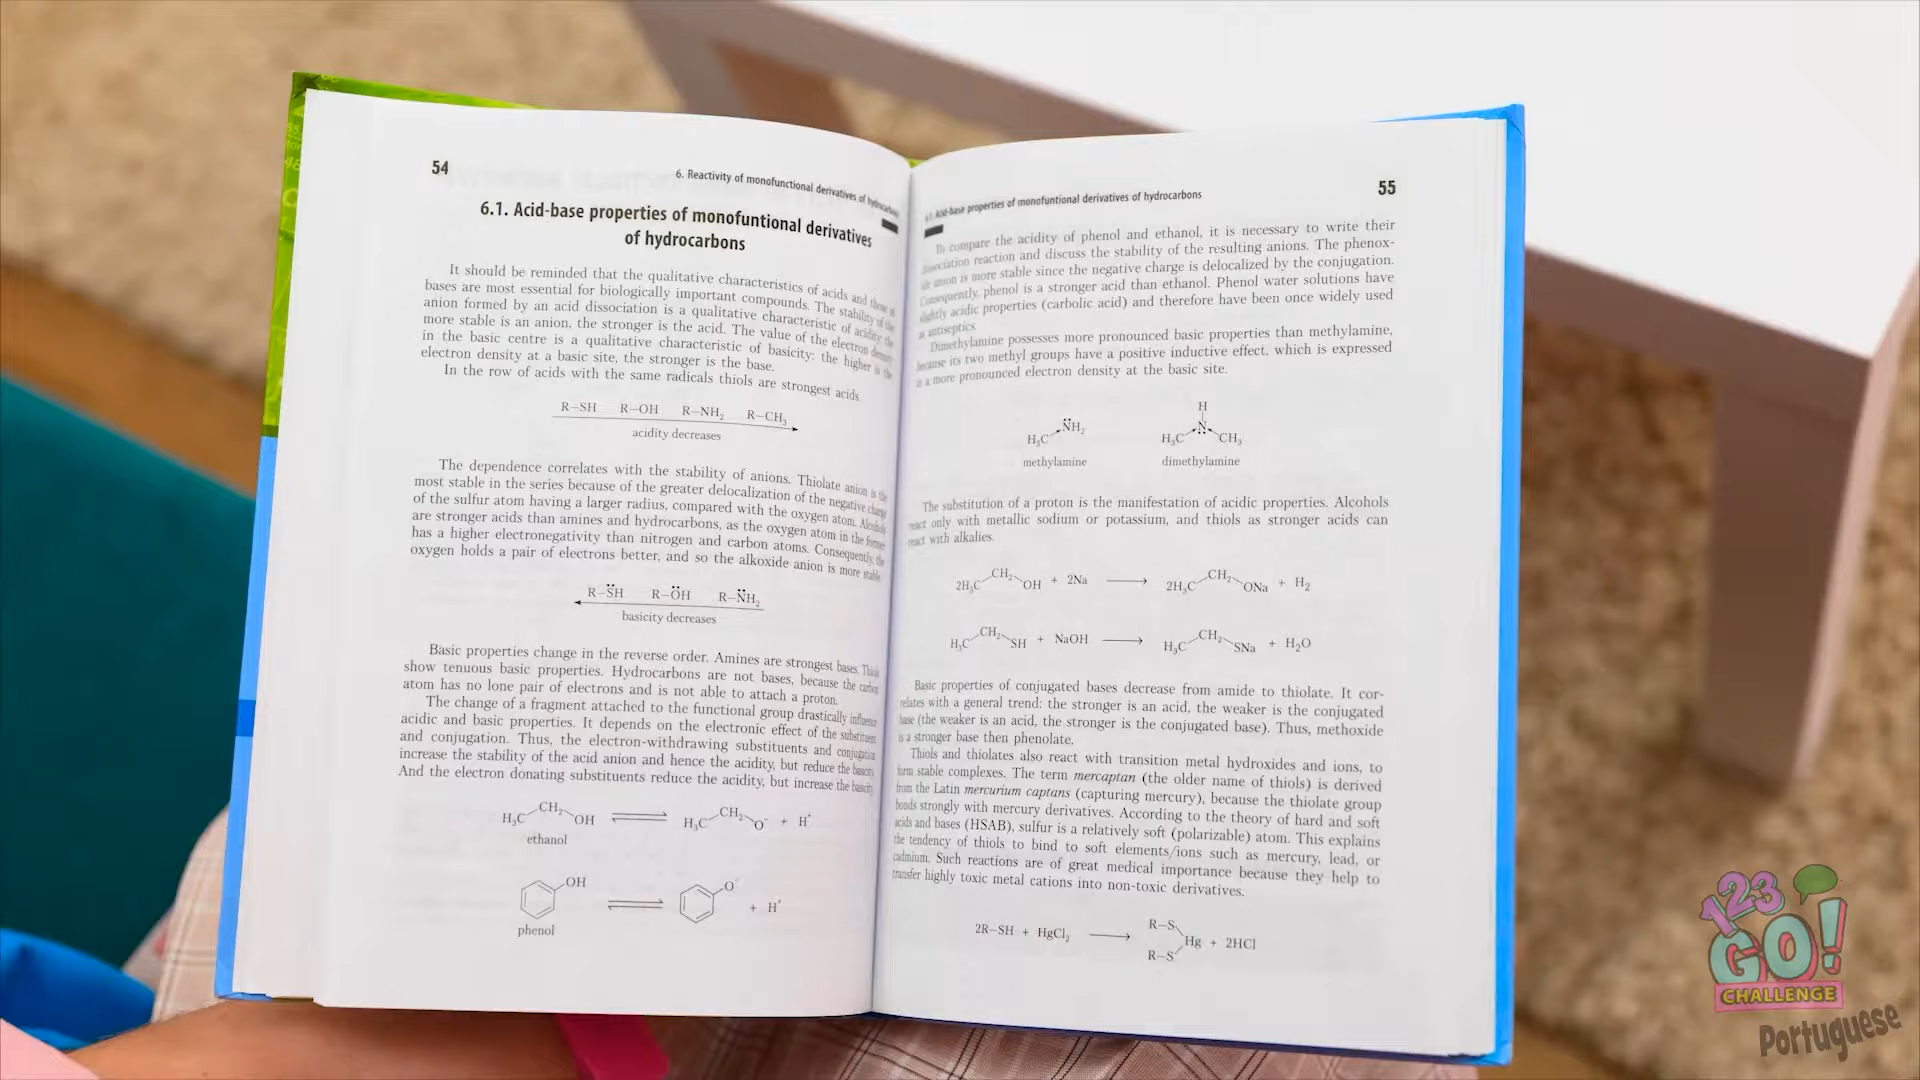 54
6. Reactivity of monofunctional derivatives of hydrocarbons
6.1. Acid-base properties of monofuntional derivatives
of hydrocarbons
It should be reminded that the qualitative characteristics of acids and those of
bases are most essential for biologically important compounds. The stability of the
anion formed by an acid dissociation is a qualitative characteristic of acidity: the
more stable is an anion, the stronger is the acid. The value of the electron density
in the basic centre is a qualitative characteristic of basicity: the higher is the
electron density at a basic site, the stronger is the base.
In the row of acids with the same radicals thiols are strongest acids.
R–SH R–OH R–NH₂ R–CH₃
acidity decreases
The dependence correlates with the stability of anions. Thiolate anion is the
most stable in the series because of the greater delocalization of the negative charge
of the sulfur atom having a larger radius, compared with the oxygen atom. Alcohols
are stronger acids than amines and hydrocarbons, as the oxygen atom in the former
has a higher electronegativity than nitrogen and carbon atoms. Consequently, the
oxygen holds a pair of electrons better, and so the alkoxide anion is more stable.
R–S̈H R–ÖH R–N̈H₂
basicity decreases
Basic properties change in the reverse order. Amines are strongest bases. Thiols
show tenuous basic properties. Hydrocarbons are not bases, because the carbon
atom has no lone pair of electrons and is not able to attach a proton.
The change of a fragment attached to the functional group drastically influence
acidic and basic properties. It depends on the electronic effect of the substituent
and conjugation. Thus, the electron-withdrawing substituents and conjugation
increase the stability of the acid anion and hence the acidity, but reduce the basicity.
And the electron donating substituents reduce the acidity, but increase the basicity.
H₃C CH₂ OH ⇌ H₃C CH₂ O⁻ + H⁺
ethanol
OH ⇌ O⁻ + H⁺
phenol
6.1. Acid-base properties of monofuntional derivatives of hydrocarbons
55
To compare the acidity of phenol and ethanol, it is necessary to write their
dissociation reaction and discuss the stability of the resulting anions. The phenox-
ide anion is more stable since the negative charge is delocalized by the conjugation.
Consequently, phenol is a stronger acid than ethanol. Phenol water solutions have
slightly acidic properties (carbolic acid) and therefore have been once widely used
as antiseptics.
Dimethylamine possesses more pronounced basic properties than methylamine,
because its two methyl groups have a positive inductive effect, which is expressed
in a more pronounced electron density at the basic site.
H₃C N̈H₂
methylamine
H
H₃C N̈ CH₃
dimethylamine
The substitution of a proton is the manifestation of acidic properties. Alcohols
react only with metallic sodium or potassium, and thiols as stronger acids can
react with alkalies.
2H₃C CH₂ OH + 2Na → 2H₃C CH₂ ONa + H₂
H₃C CH₂ SH + NaOH → H₃C CH₂ SNa + H₂O
Basic properties of conjugated bases decrease from amide to thiolate. It cor-
relates with a general trend: the stronger is an acid, the weaker is the conjugated
base (the weaker is an acid, the stronger is the conjugated base). Thus, methoxide
is a stronger base then phenolate.
Thiols and thiolates also react with transition metal hydroxides and ions, to
form stable complexes. The term mercaptan (the older name of thiols) is derived
from the Latin mercurium captans (capturing mercury), because the thiolate group
bonds strongly with mercury derivatives. According to the theory of hard and soft
acids and bases (HSAB), sulfur is a relatively soft (polarizable) atom. This explains
the tendency of thiols to bind to soft elements/ions such as mercury, lead, or
cadmium. Such reactions are of great medical importance because they help to
transfer highly toxic metal cations into non-toxic derivatives.
2R–SH + HgCl₂ → R–S
Hg + 2HCl
R–S
123
GO!
CHALLENGE
Portuguese